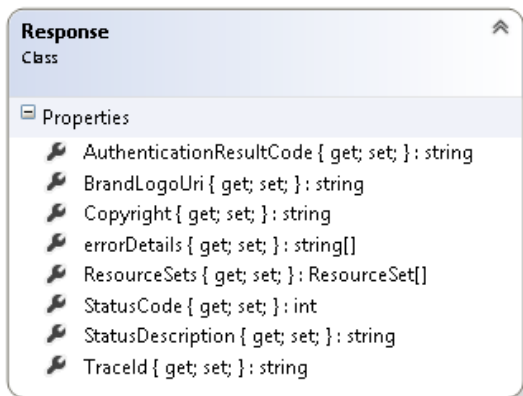 Response
Class
Properties
AuthenticationResultCode { get; set; } : string
BrandLogoUri { get; set; } : string
Copyright { get; set; } : string
errorDetails { get; set; } : string[]
ResourceSets { get; set; } : ResourceSet[]
StatusCode { get; set; } : int
StatusDescription { get; set; } : string
TraceId { get; set; } : string